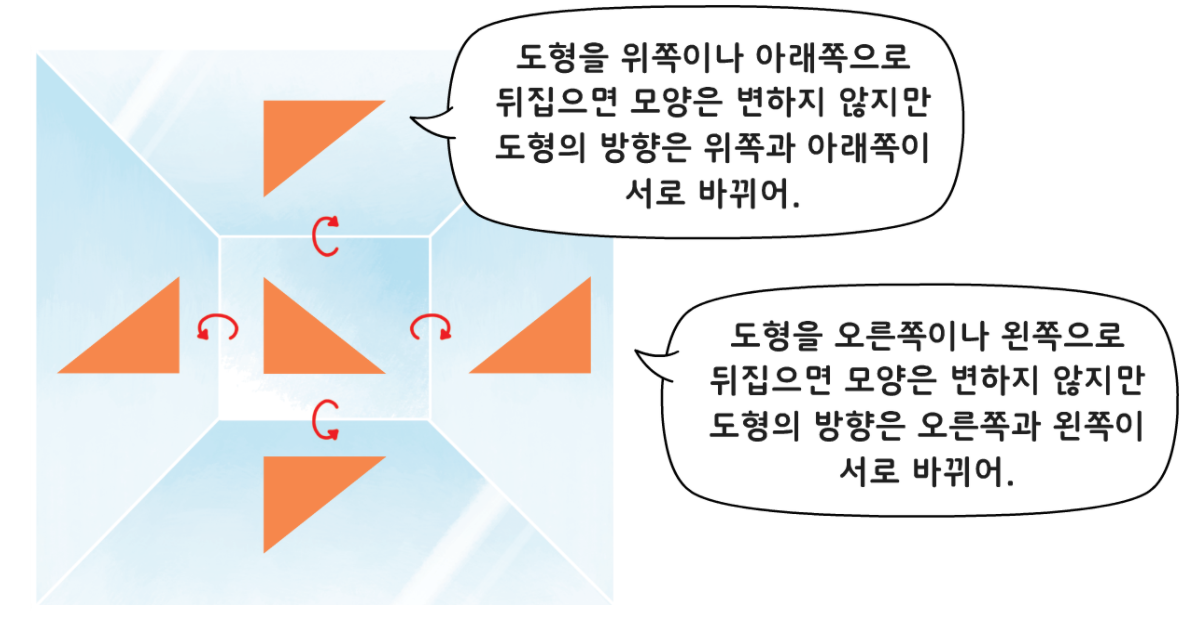 도형을 위쪽이나 아래쪽으로
뒤집으면 모양은 변하지 않지만
도형의 방향은 위쪽과 아래쪽이
서로 바뀌어.
도형을 오른쪽이나 왼쪽으로
뒤집으면 모양은 변하지 않지만
도형의 방향은 오른쪽과 왼쪽이
서로 바뀌어.